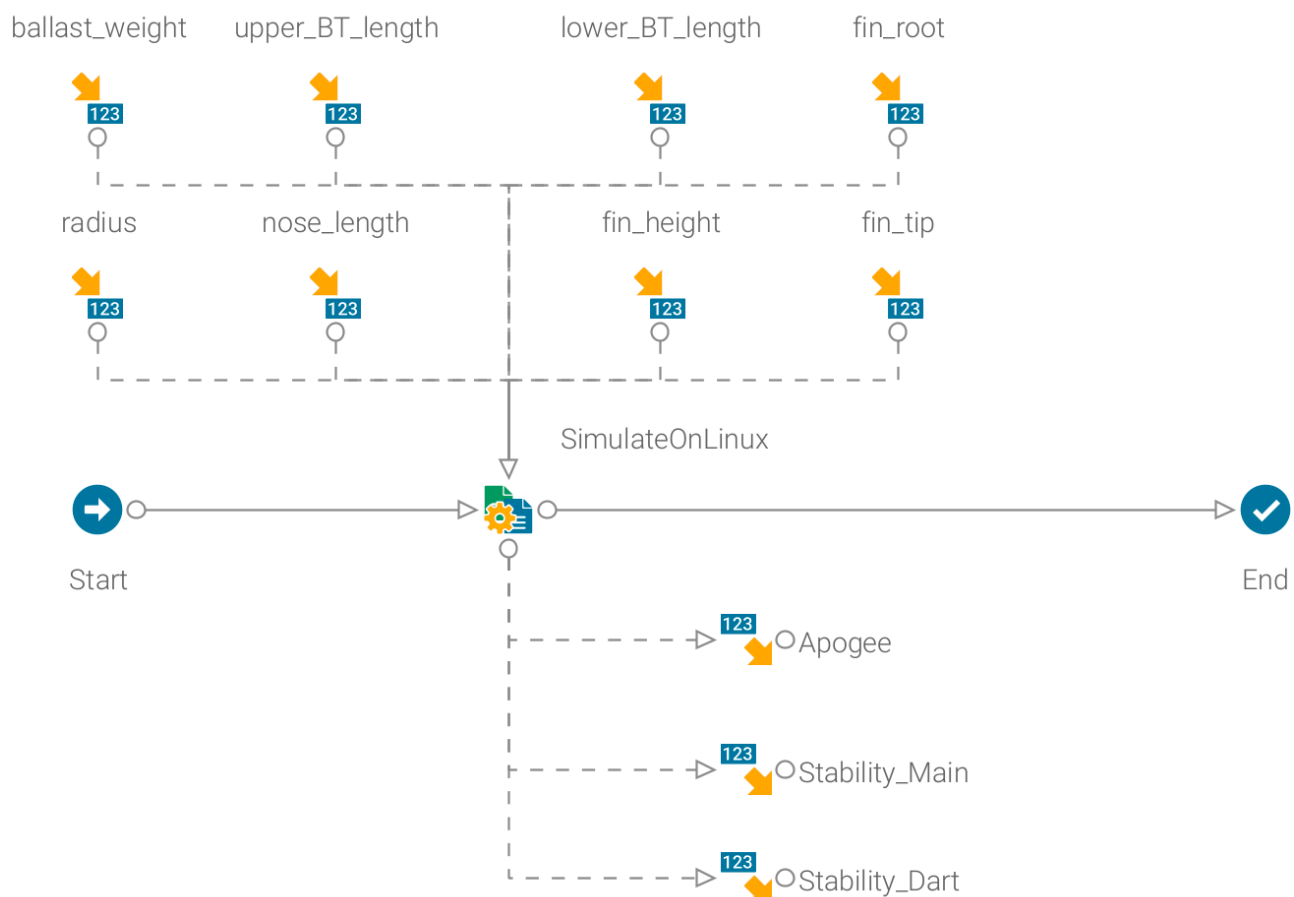 ballast_weight upper_BT_length lower_BT_length fin_root
123 123 123 123
radius nose_length fin_height fin_tip
123 123 123 123
SimulateOnLinux
Start End
123
Apogee
123
Stability_Main
123
Stability_Dart